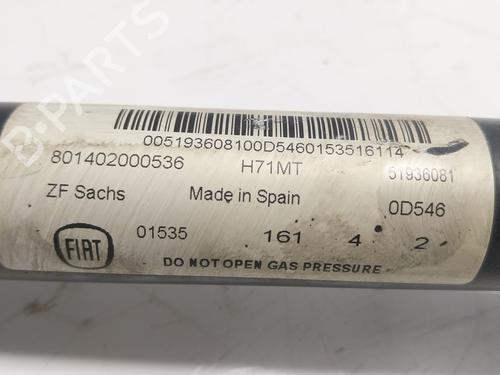 B-PARTS
005193608100D5460153516114
801402000536 H71MT 51936081
ZF Sachs Made in Spain 0D546
FIAT 01535 161 4 2
DO NOT OPEN GAS PRESSURE